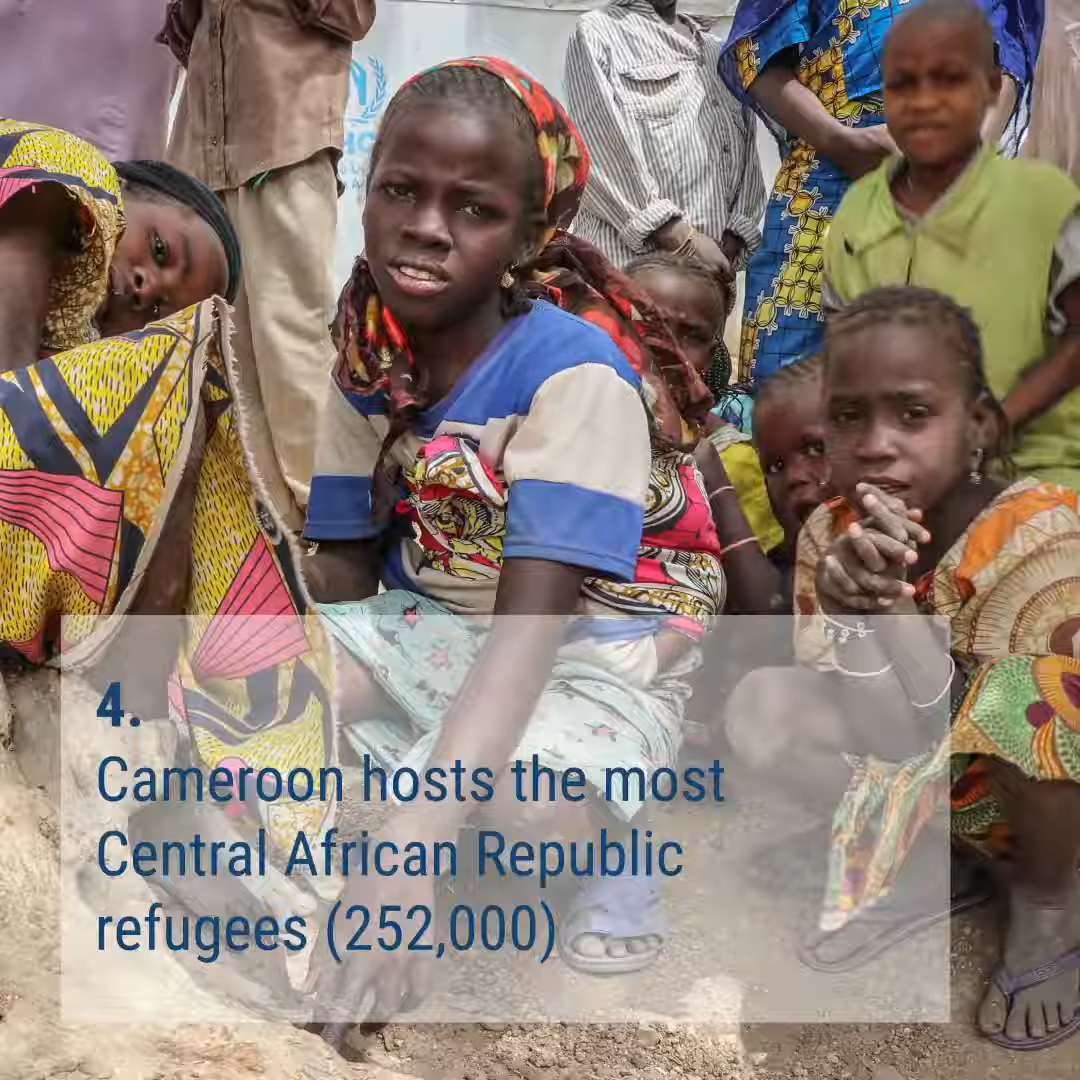 4.
Cameroon hosts the most
Central African Republic
refugees (252,000)